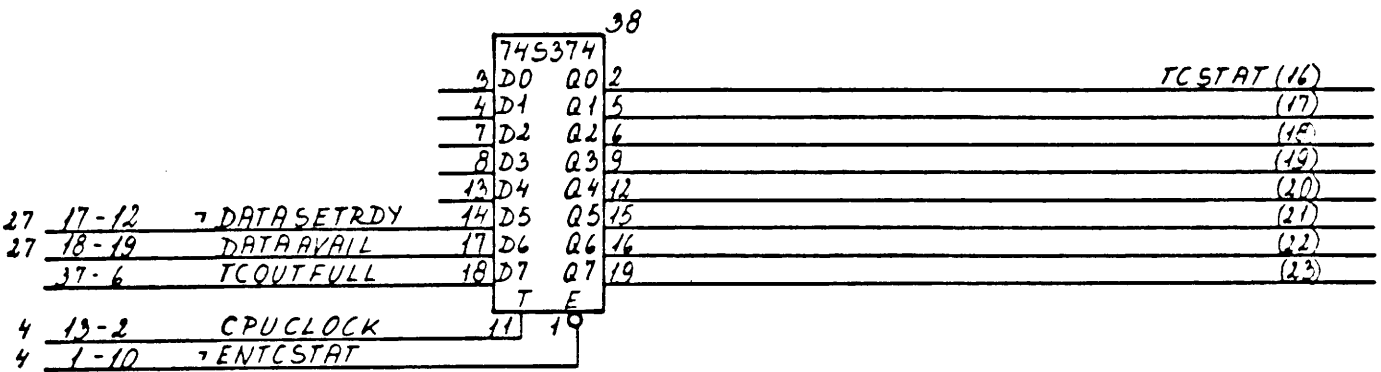 38
74S374
3 D0 Q0 2 TCSTAT (16)
4 D1 Q1 5 (17)
7 D2 Q2 6 (18)
8 D3 Q3 9 (19)
13 D4 Q4 12 (20)
27 17-12 ¬DATASETRDY 14 D5 Q5 15 (21)
27 18-19 DATAAVAIL 17 D6 Q6 16 (22)
37-6 TCOUTFULL 18 D7 Q7 19 (23)
T E
4 13-2 CPUCLOCK 11 1
4 1-10 ¬ENTCSTAT